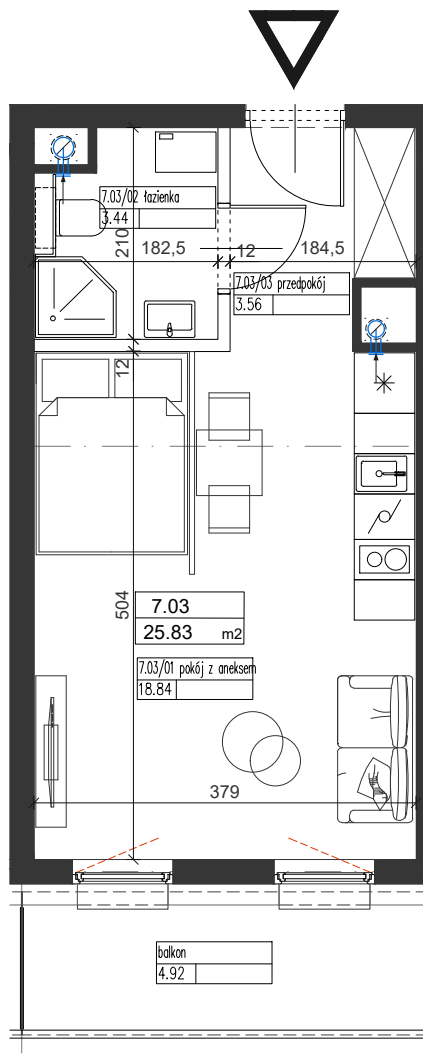 7.03/02 łazienka
3.44
210
182,5
12
184,5
7.03/03 przedpokój
3.56
12
504
7.03
25.83 m2
7.03/01 pokój z aneksem
18.84
379
balkon
4.92